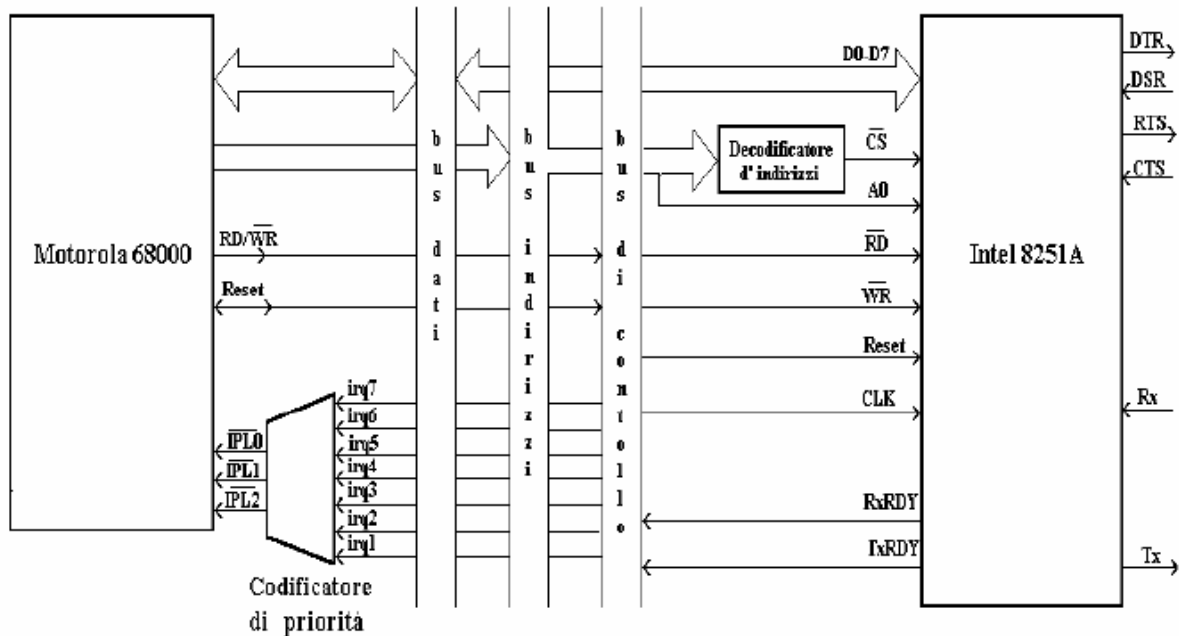 Motorola 68000
RD/WR
Reset
IPL0
IPL1
IPL2
irq7
irq6
irq5
irq4
irq3
irq2
irq1
Codificatore
di priorità
bus dati
bus indirizzi
bus di controllo
D0-D7
Decodificatore
d' indirizzi
CS
A0
RD
WR
Reset
CLK
RxRDY
TxRDY
Intel 8251A
DTR
DSR
RTS
CTS
Rx
Tx